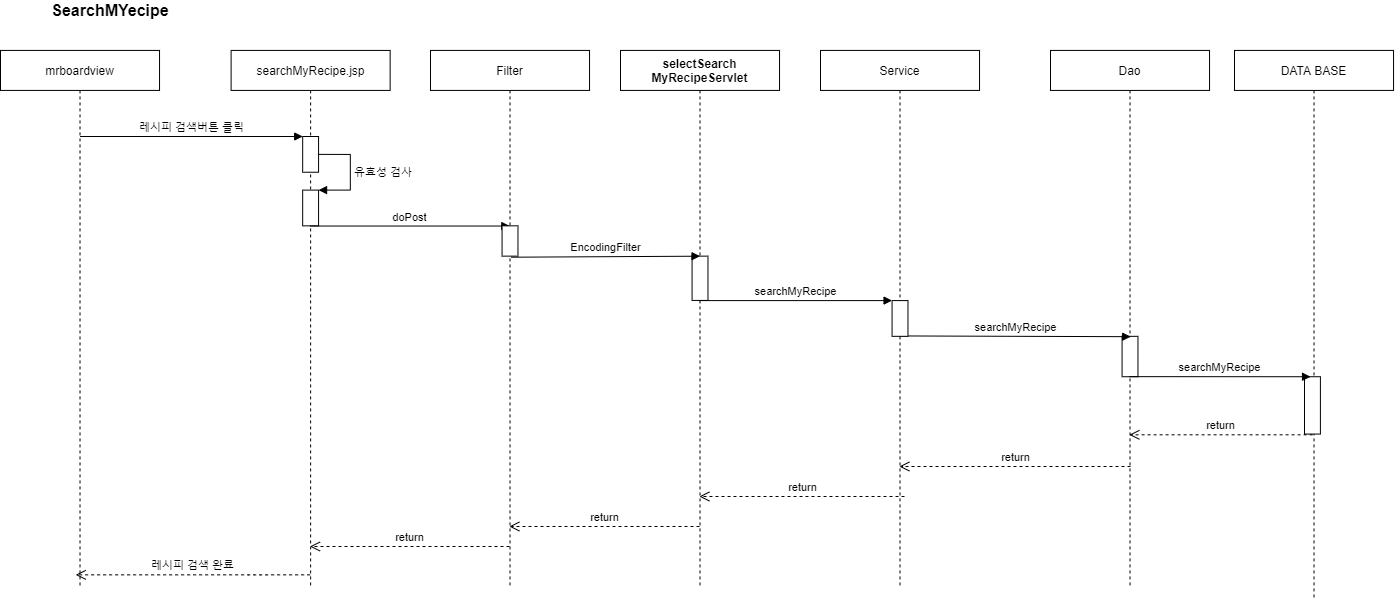 SearchMYecipe
mrboardview
searchMyRecipe.jsp
Filter
selectSearch
MyRecipeServlet
Service
Dao
DATA BASE
레시피 검색버튼 클릭
유효성 검사
doPost
EncodingFilter
searchMyRecipe
searchMyRecipe
searchMyRecipe
return
return
return
return
return
레시피 검색 완료